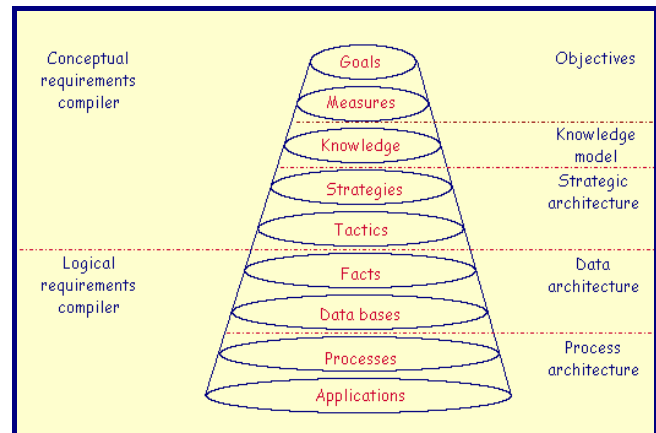 Conceptual
requirements
compiler
Goals
Objectives
Measures
Knowledge
Knowledge
model
Strategies
Strategic
architecture
Tactics
Logical
requirements
compiler
Facts
Data
architecture
Data bases
Processes
Process
architecture
Applications